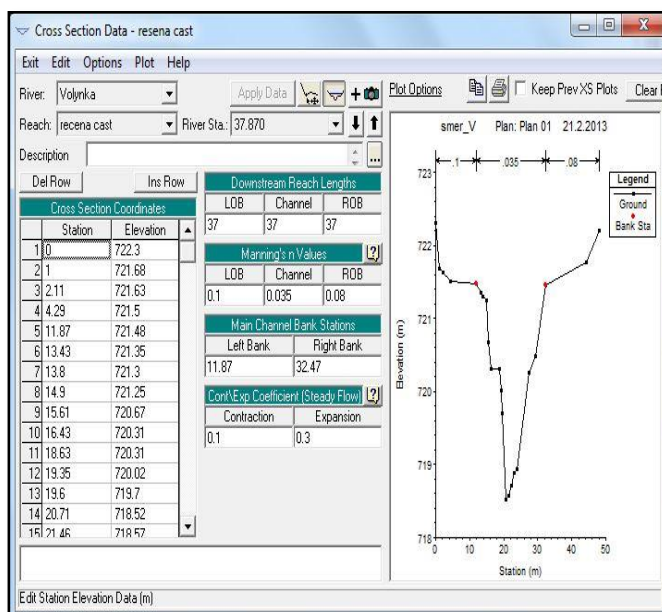 Cross Section Data - resena cast
Exit Edit Options Plot Help
River: Volynka Apply Data
Reach: recena cast River Sta.: 37.870
Description ...
Del Row Ins Row
Cross Section Coordinates
Station Elevation
1 0 722.3
2 1 721.68
3 2.11 721.63
4 4.29 721.5
5 11.87 721.48
6 13.43 721.35
7 13.8 721.3
8 14.9 721.25
9 15.61 720.67
10 16.43 720.31
11 18.63 720.31
12 19.35 720.02
13 19.6 719.7
14 20.71 718.52
15 21.46 718.57
Downstream Reach Lengths
LOB Channel ROB
37 37 37
Manning's n Values ?
LOB Channel ROB
0.1 0.035 0.08
Main Channel Bank Stations
Left Bank Right Bank
11.87 32.47
Cont\Exp Coefficient (Steady Flow) ?
Contraction Expansion
0.1 0.3
Edit Station Elevation Data (m)
Plot Options Keep Prev XS Plots Clear
smer_V Plan: Plan 01 21.2.2013
.1 .035 .08
Legend
Ground
Bank Sta
723
722
721
720
719
718
Elevation (m)
0 10 20 30 40 50
Station (m)